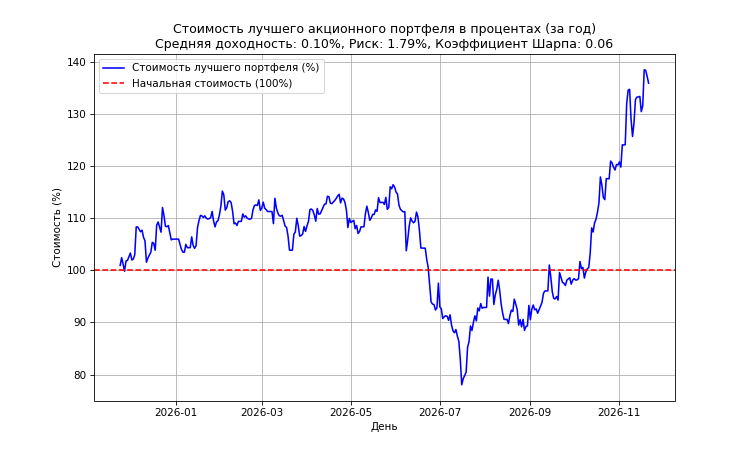 Стоимость лучшего акционного портфеля в процентах (за год)
Средняя доходность: 0.10%, Риск: 1.79%, Коэффициент Шарпа: 0.06
Стоимость лучшего портфеля (%)
Начальная стоимость (100%)
Стоимость (%)
140
130
120
110
100
90
80
2026-01
2026-03
2026-05
2026-07
2026-09
2026-11
День